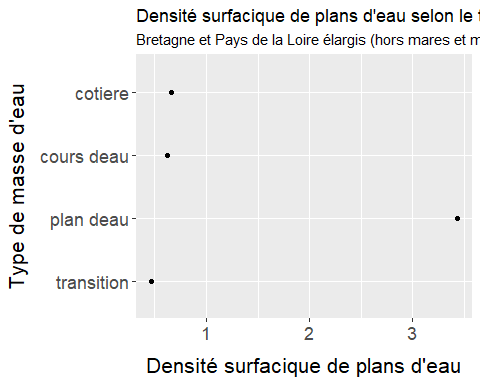 Densité surfacique de plans d'eau selon le t
Bretagne et Pays de la Loire élargis (hors mares et m
Type de masse d'eau
cotiere
cours deau
plan deau
transition
1 2 3
Densité surfacique de plans d'eau